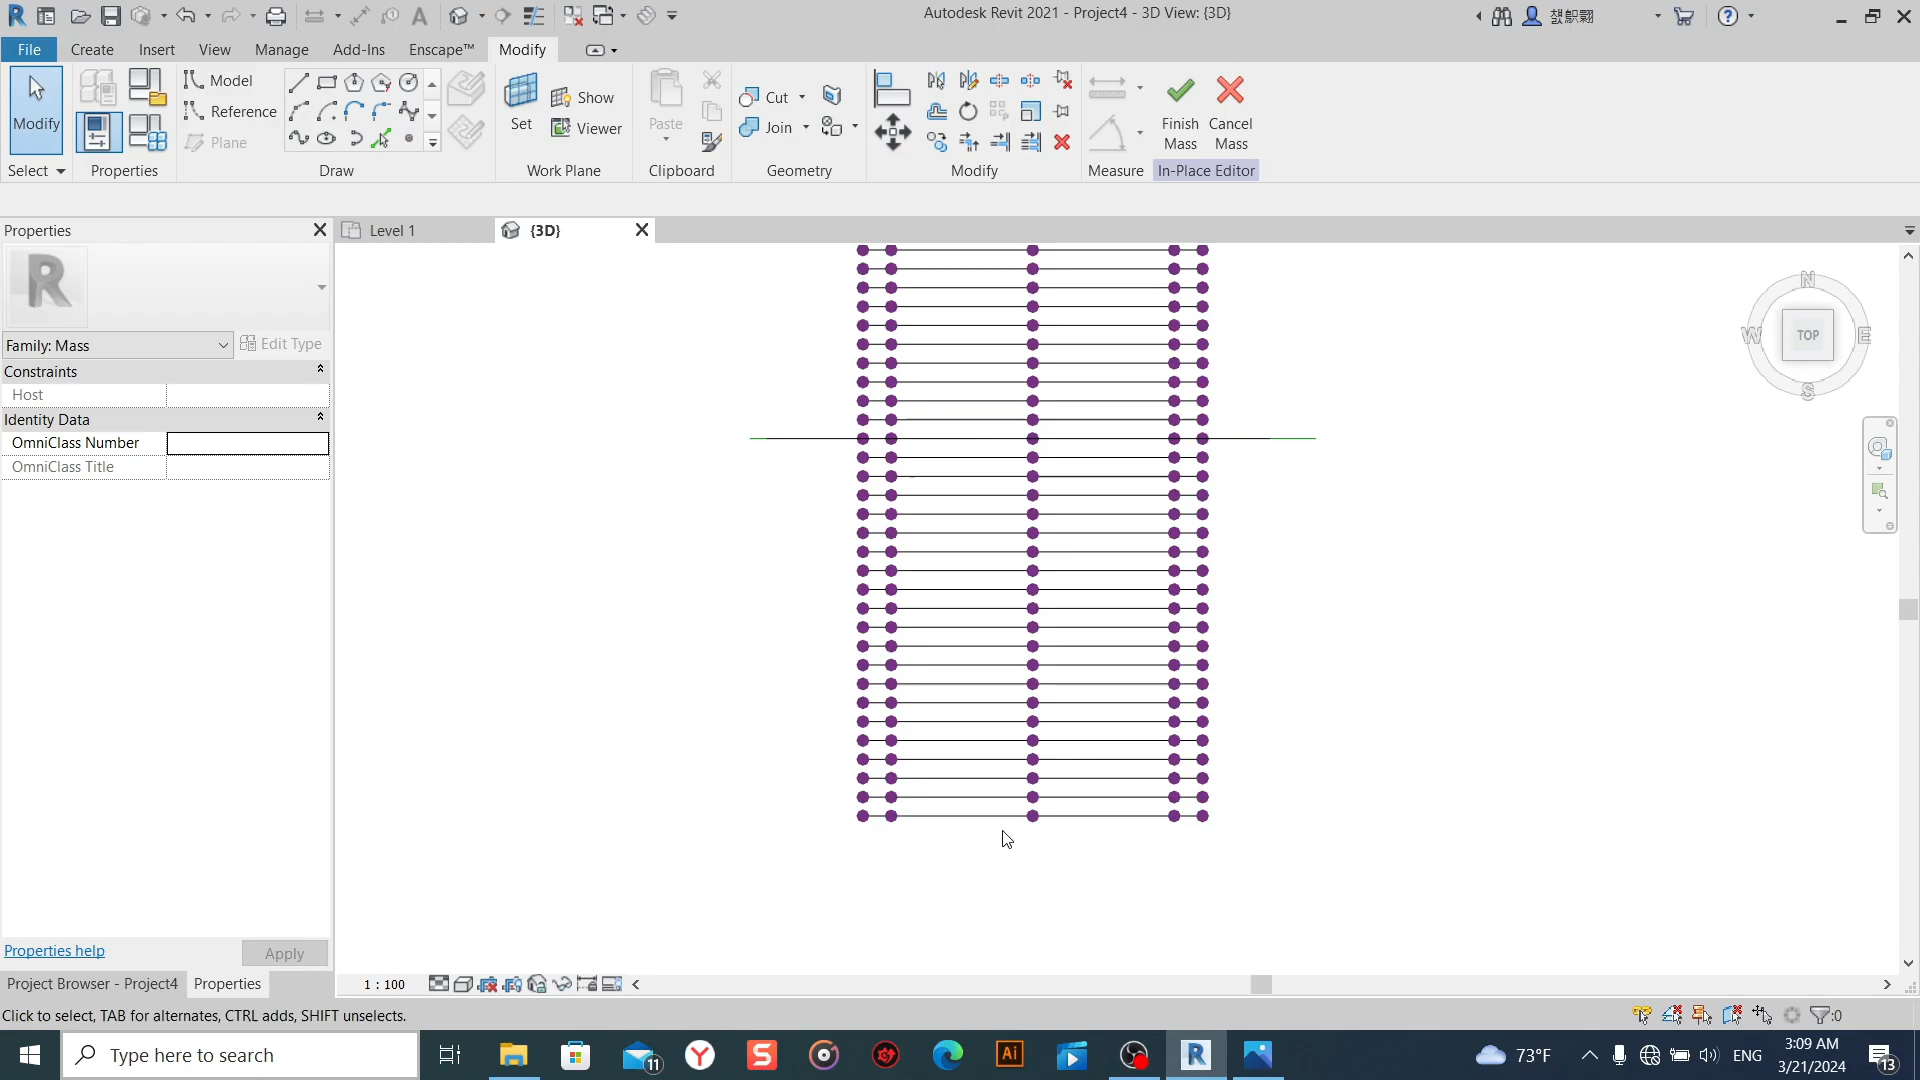 Autodesk Revit 2021 - Project4 - 3D View: {3D}
File Create Insert View Manage Add-Ins Enscape™ Modify
Modify
Select
Properties
Model
Reference
Plane
Draw
Set
Show
Viewer
Work Plane
Paste
Clipboard
Cut
Join
Geometry
Modify
Measure
Finish Mass
Cancel Mass
In-Place Editor
Properties
Level 1
{3D}
R
Family: Mass
Edit Type
Constraints
Host
Identity Data
OmniClass Number
OmniClass Title
N
W
TOP
E
S
Properties help
Apply
Project Browser - Project4
Properties
1 : 100
Click to select, TAB for alternates, CTRL adds, SHIFT unselects.
:0
Type here to search
11
Ai
R
73°F
ENG
3:09 AM
3/21/2024
13